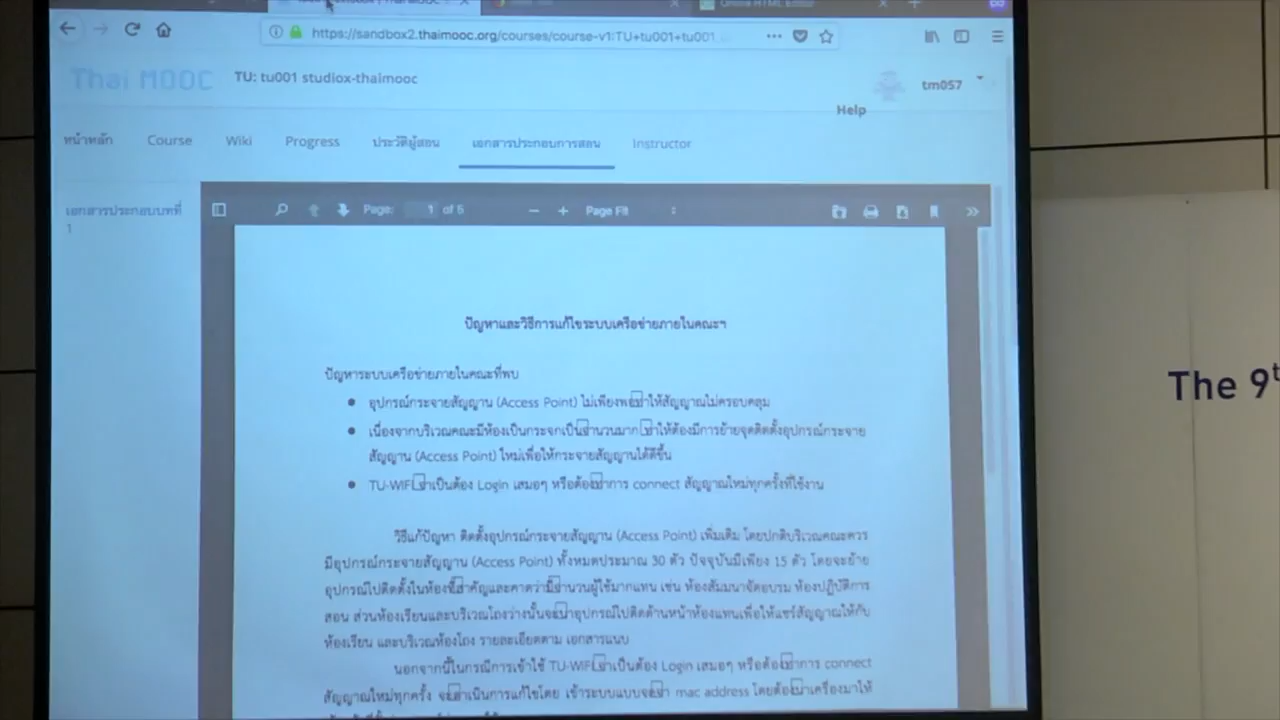 https://sandbox2.thaimooc.org/courses/course-v1:TU+tu001+tu001
Thai MOOC
TU: tu001 studiox-thaimooc
tm057
Help
หน้าหลัก Course Wiki Progress ประวัติผู้สอน เอกสารประกอบการสอน Instructor
เอกสารประกอบบทที่
1
Page: 1 of 5
Page Fit
ปัญหาและวิธีการแก้ไขระบบเครือข่ายภายในคณะฯ
ปัญหาระบบเครือข่ายภายในคณะที่พบ
อุปกรณ์กระจายสัญญาณ (Access Point) ไม่เพียงพอทำให้สัญญาณไม่ครอบคลุม
เนื่องจากบริเวณคณะมีห้องเป็นกระจกเป็นจำนวนมาก ทำให้ต้องมีการย้ายจุดติดตั้งอุปกรณ์กระจาย
สัญญาณ (Access Point) ใหม่เพื่อให้กระจายสัญญาณได้ดีขึ้น
TU-WIFI จำเป็นต้อง Login เสมอๆ หรือต้องทำการ connect สัญญาณใหม่ทุกครั้งที่ใช้งาน
วิธีแก้ปัญหา ติดตั้งอุปกรณ์กระจายสัญญาณ (Access Point) เพิ่มเติม โดยปกติบริเวณคณะควร
มีอุปกรณ์กระจายสัญญาณ (Access Point) ทั้งหมดประมาณ 30 ตัว ปัจจุบันมีเพียง 15 ตัว โดยจะย้าย
อุปกรณ์ไปติดตั้งในห้องที่สำคัญและคาดว่ามีจำนวนผู้ใช้มากแทน เช่น ห้องสัมมนาจัดอบรม ห้องปฏิบัติการ
สอน ส่วนห้องเรียนและบริเวณโถงว่างนั้นจะนำอุปกรณ์ไปติดด้านหน้าห้องแทนเพื่อให้แชร์สัญญาณให้กับ
ห้องเรียน และบริเวณห้องโถง รายละเอียดตาม เอกสารแนบ
นอกจากนี้ในกรณีการเข้าใช้ TU-WIFI จำเป็นต้อง Login เสมอๆ หรือต้องทำการ connect
สัญญาณใหม่ทุกครั้ง จะดำเนินการแก้ไขโดย เข้าระบบแบบจดจำ mac address โดยต้องนำเครื่องมาให้
The 9t